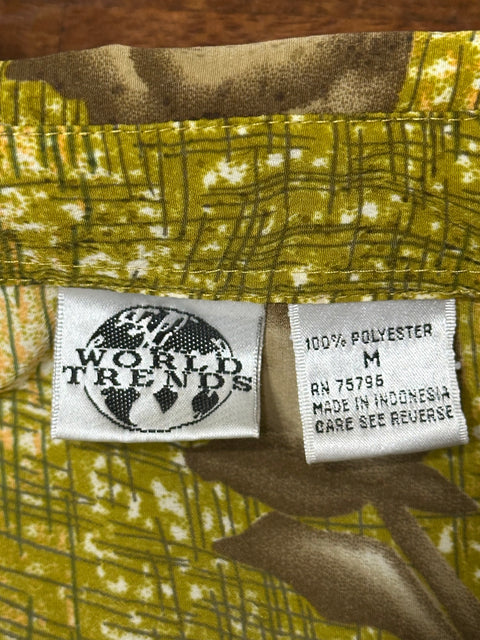 WORLD
TRENDS
100% POLYESTER
M
RN 75796
MADE IN INDONESIA
CARE SEE REVERSE